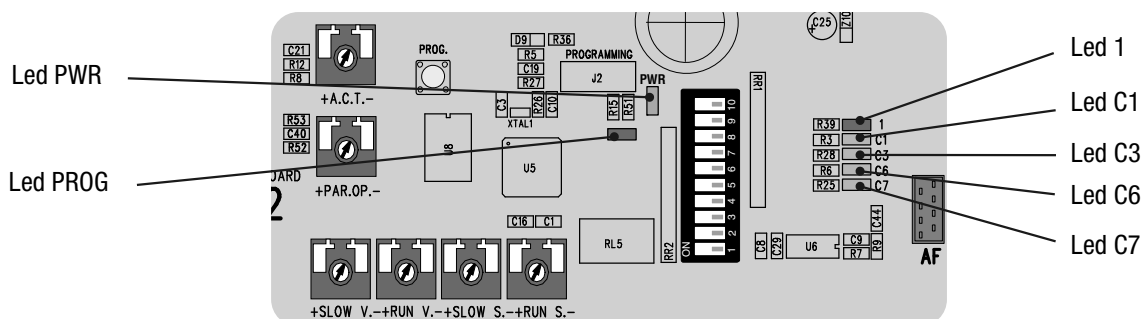 Led PWR
Led PROG
C21
R12
R8
+A.C.T.-
PROG.
D9
R36
R5
C19
R27
PROGRAMMING
J2
PWR
C3
R26
C10
R15
R51
XTAL1
R53
C40
R52
+PAR.OP.-
OARD
2
U8
U5
C16
C1
RL5
RR2
RR1
10
9
8
7
6
5
4
3
2
1
ON
C25
Z10
+
R39
1
R3
C1
R28
C3
R6
C6
R25
C7
C44
C8
C29
U6
C9
R7
R9
AF
+SLOW V.-+RUN V.-+SLOW S.-+RUN S.-
Led 1
Led C1
Led C3
Led C6
Led C7